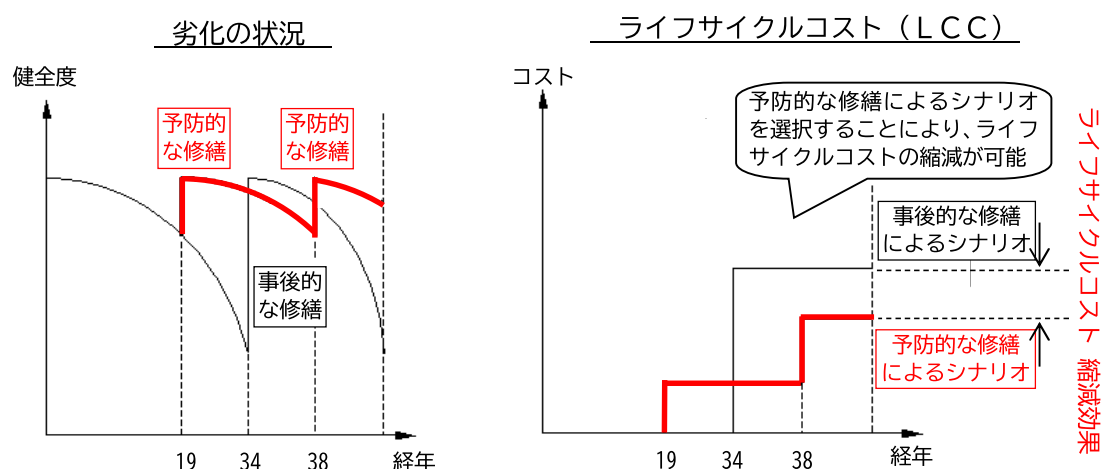 劣化の状況
健全度
予防的
な修繕
予防的
な修繕
事後的
な修繕
19
34
38
経年
ライフサイクルコスト（ＬＣＣ）
コスト
予防的な修繕によるシナリオ
を選択することにより、ライフ
サイクルコストの縮減が可能
事後的な修繕
によるシナリオ
予防的な修繕
によるシナリオ
19
34
38
経年
ライフサイクルコスト 縮減効果